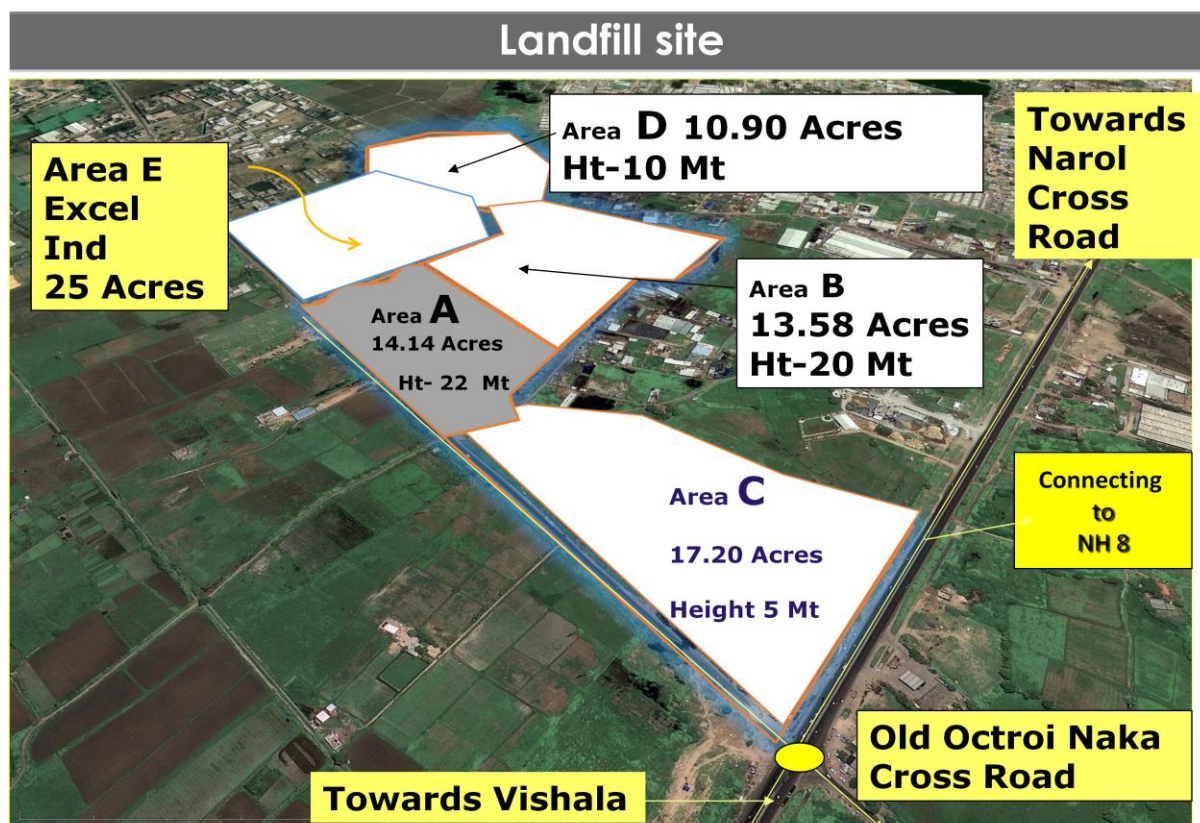 Landfill site
Area D 10.90 Acres
Ht-10 Mt
Towards
Narol
Cross
Road
Area E
Excel
Ind
25 Acres
Area B
13.58 Acres
Ht-20 Mt
Area A
14.14 Acres
Ht- 22 Mt
Connecting
to
NH 8
Area C
17.20 Acres
Height 5 Mt
Old Octroi Naka
Cross Road
Towards Vishala